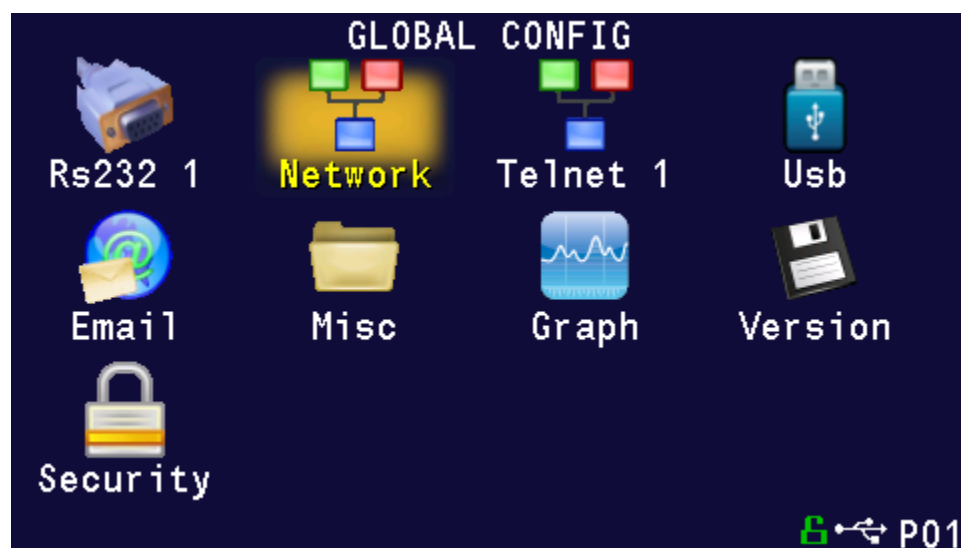 GLOBAL CONFIG
Rs232 1 Network Telnet 1 Usb
Email Misc Graph Version
Security
P01